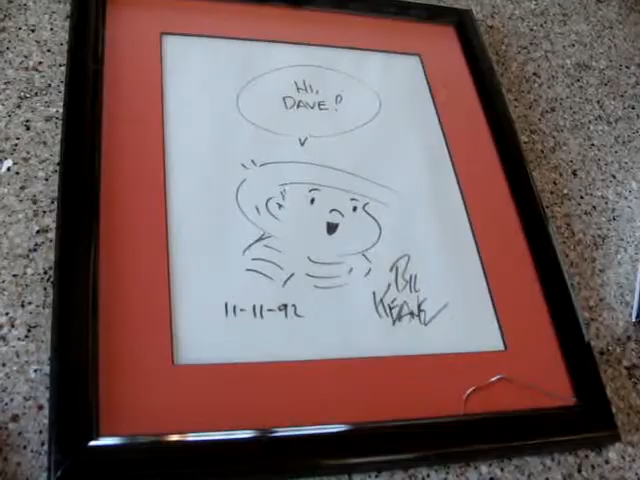 HI,
DAVE!
11-11-92
BIL
KEANE